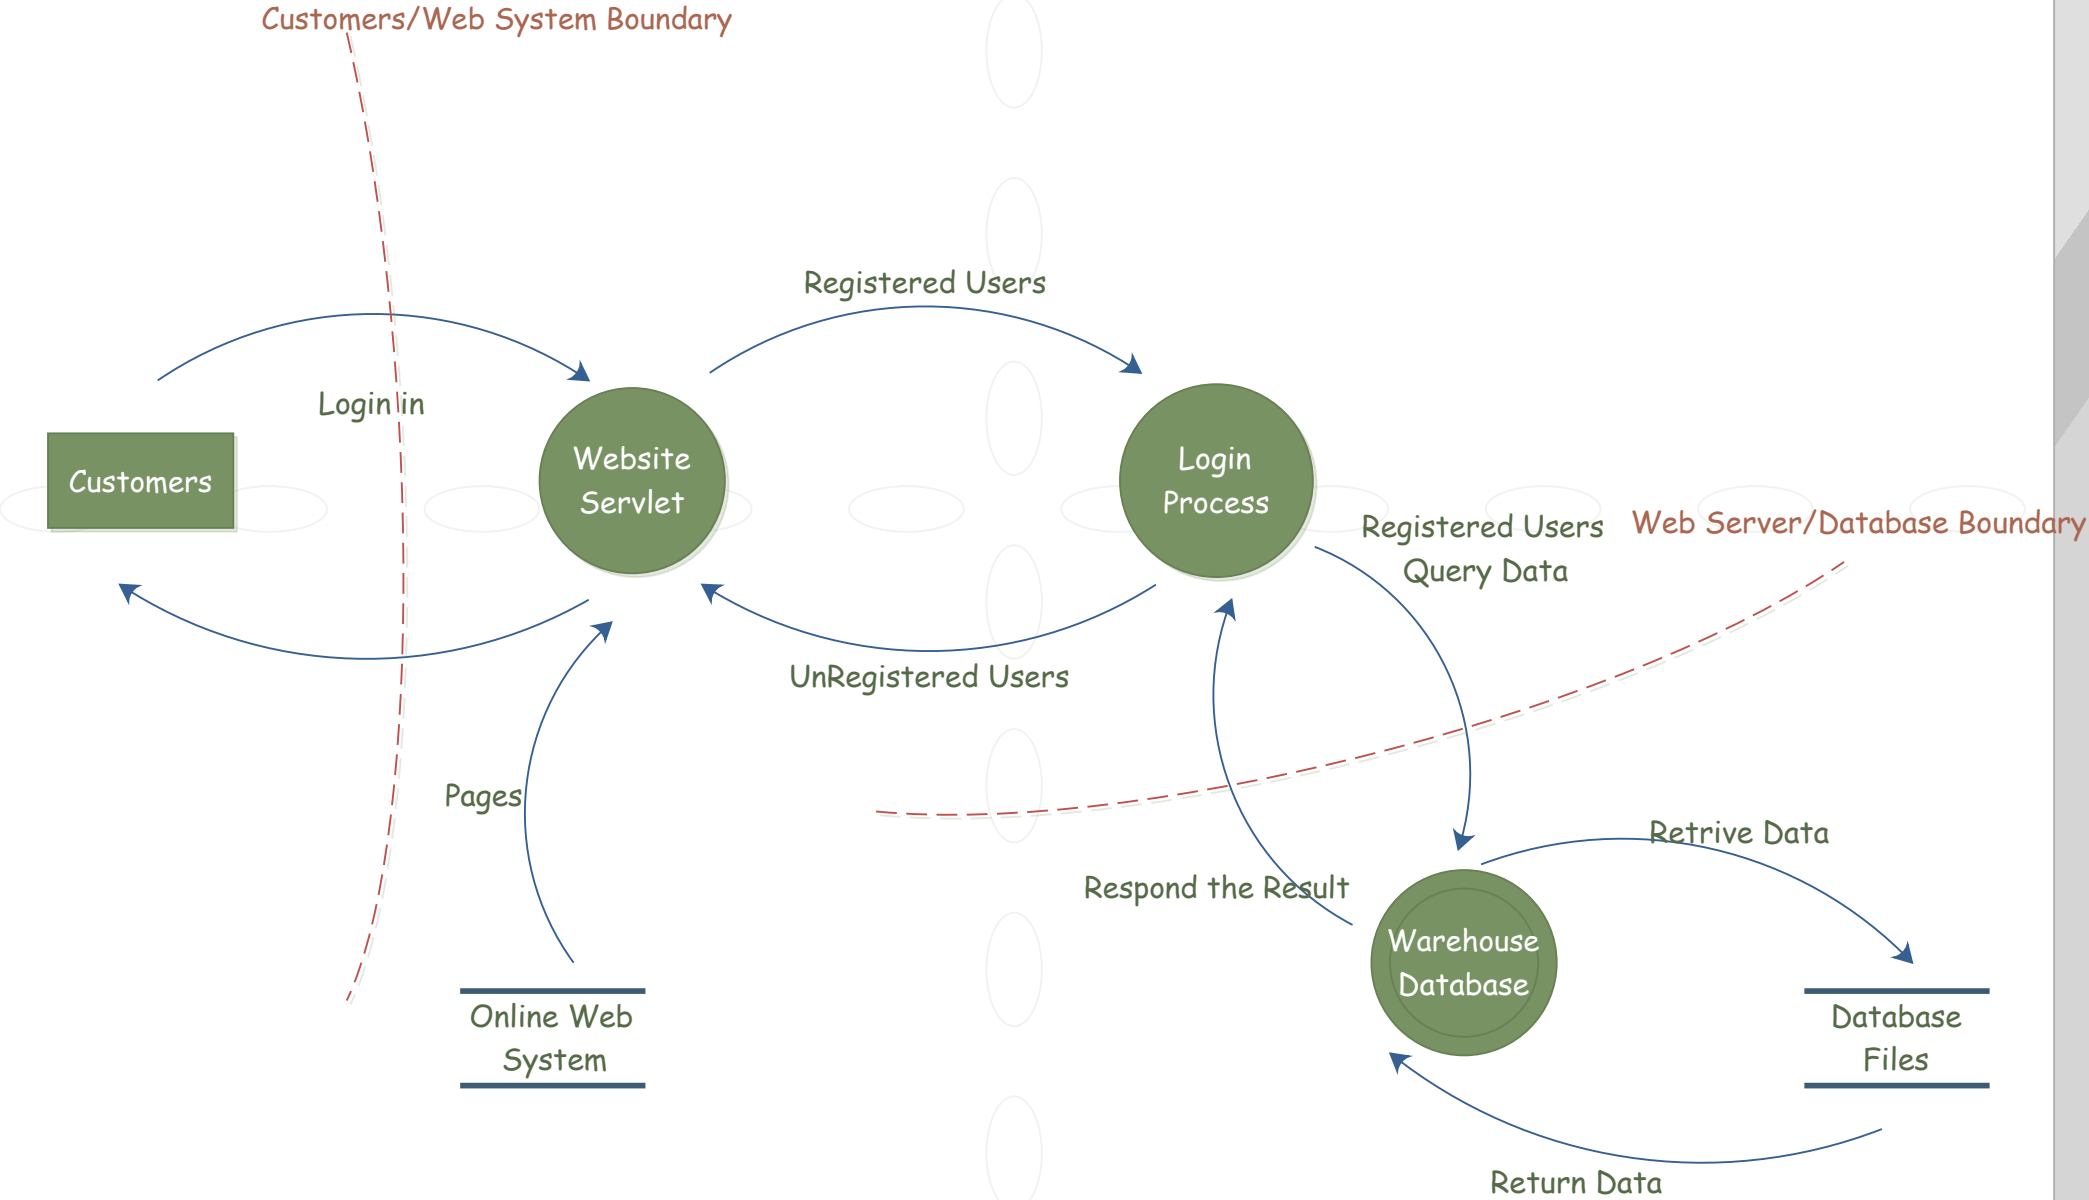 Customers/Web System Boundary
Registered Users
Login in
Customers
Website
Servlet
Login
Process
Registered Users
Query Data
Web Server/Database Boundary
UnRegistered Users
Pages
Retrive Data
Respond the Result
Warehouse
Database
Online Web
System
Database
Files
Return Data